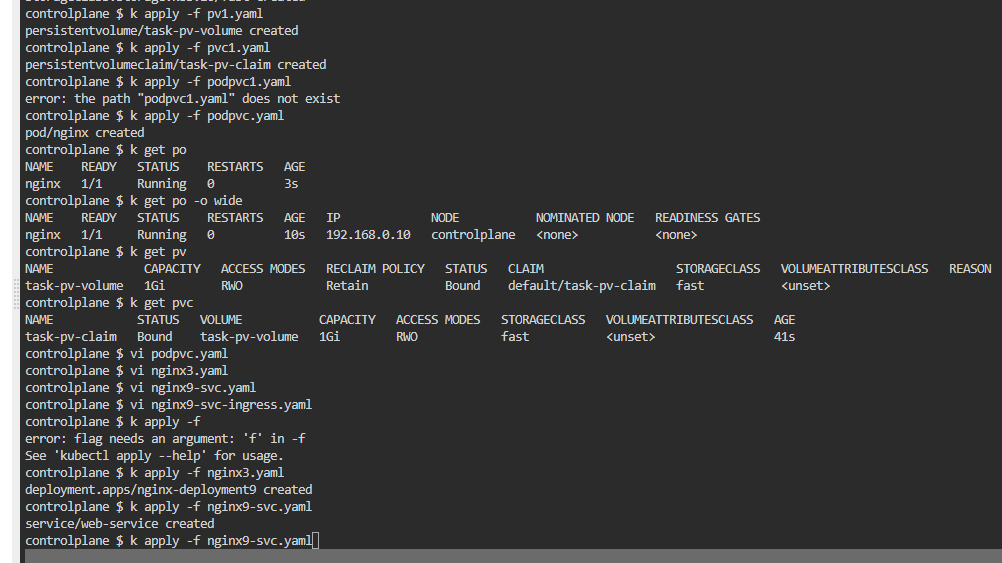 controlplane $ k apply -f pv1.yaml
persistentvolume/task-pv-volume created
controlplane $ k apply -f pvc1.yaml
persistentvolumeclaim/task-pv-claim created
controlplane $ k apply -f podpvc1.yaml
error: the path "podpvc1.yaml" does not exist
controlplane $ k apply -f podpvc.yaml
pod/nginx created
controlplane $ k get po
NAME    READY   STATUS    RESTARTS   AGE
nginx   1/1     Running   0          3s
controlplane $ k get po -o wide
NAME    READY   STATUS    RESTARTS   AGE   IP             NODE           NOMINATED NODE   READINESS GATES
nginx   1/1     Running   0          10s   192.168.0.10   controlplane   <none>           <none>
controlplane $ k get pv
NAME             CAPACITY   ACCESS MODES   RECLAIM POLICY   STATUS   CLAIM                   STORAGECLASS   VOLUMEATTRIBUTESCLASS   REASON
task-pv-volume   1Gi        RWO            Retain           Bound    default/task-pv-claim   fast           <unset>
controlplane $ k get pvc
NAME            STATUS   VOLUME           CAPACITY   ACCESS MODES   STORAGECLASS   VOLUMEATTRIBUTESCLASS   AGE
task-pv-claim   Bound    task-pv-volume   1Gi        RWO            fast           <unset>                 41s
controlplane $ vi podpvc.yaml
controlplane $ vi nginx3.yaml
controlplane $ vi nginx9-svc.yaml
controlplane $ vi nginx9-svc-ingress.yaml
controlplane $ k apply -f
error: flag needs an argument: 'f' in -f
See 'kubectl apply --help' for usage.
controlplane $ k apply -f nginx3.yaml
deployment.apps/nginx-deployment9 created
controlplane $ k apply -f nginx9-svc.yaml
service/web-service created
controlplane $ k apply -f nginx9-svc.yaml